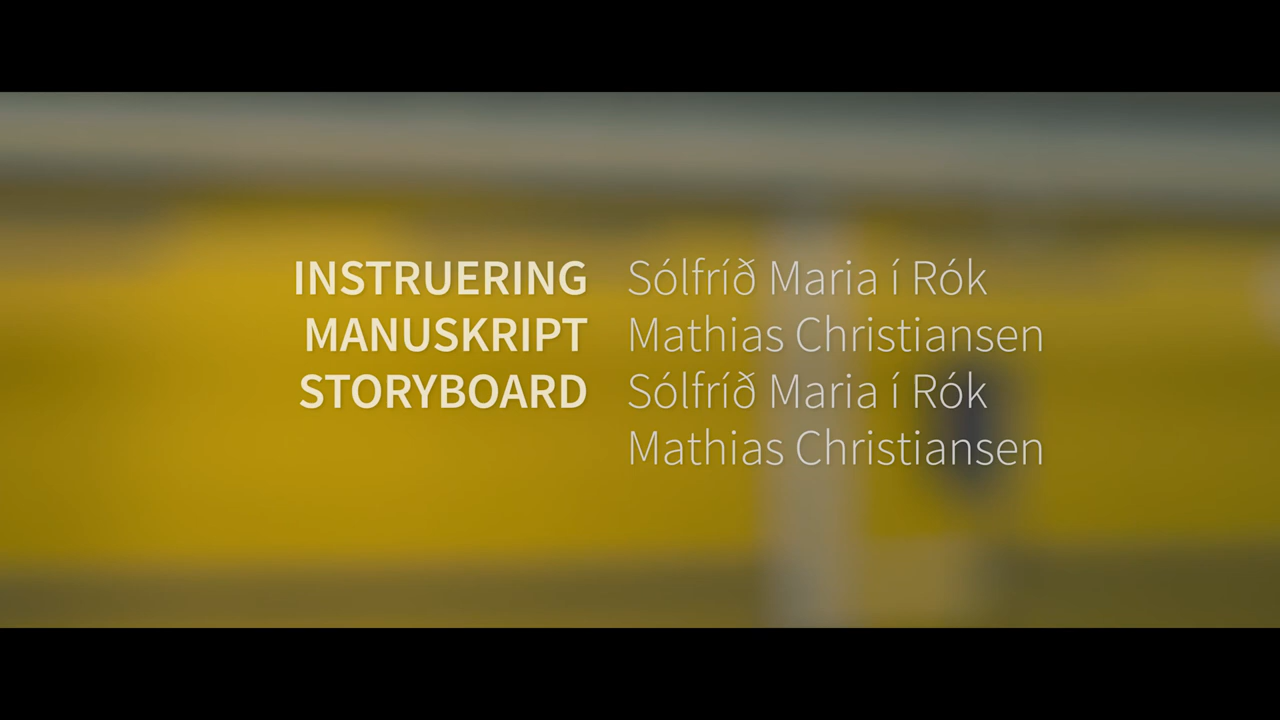 INSTRUERING Sólfríð Maria í Rók
MANUSKRIPT Mathias Christiansen
STORYBOARD Sólfríð Maria í Rók
Mathias Christiansen